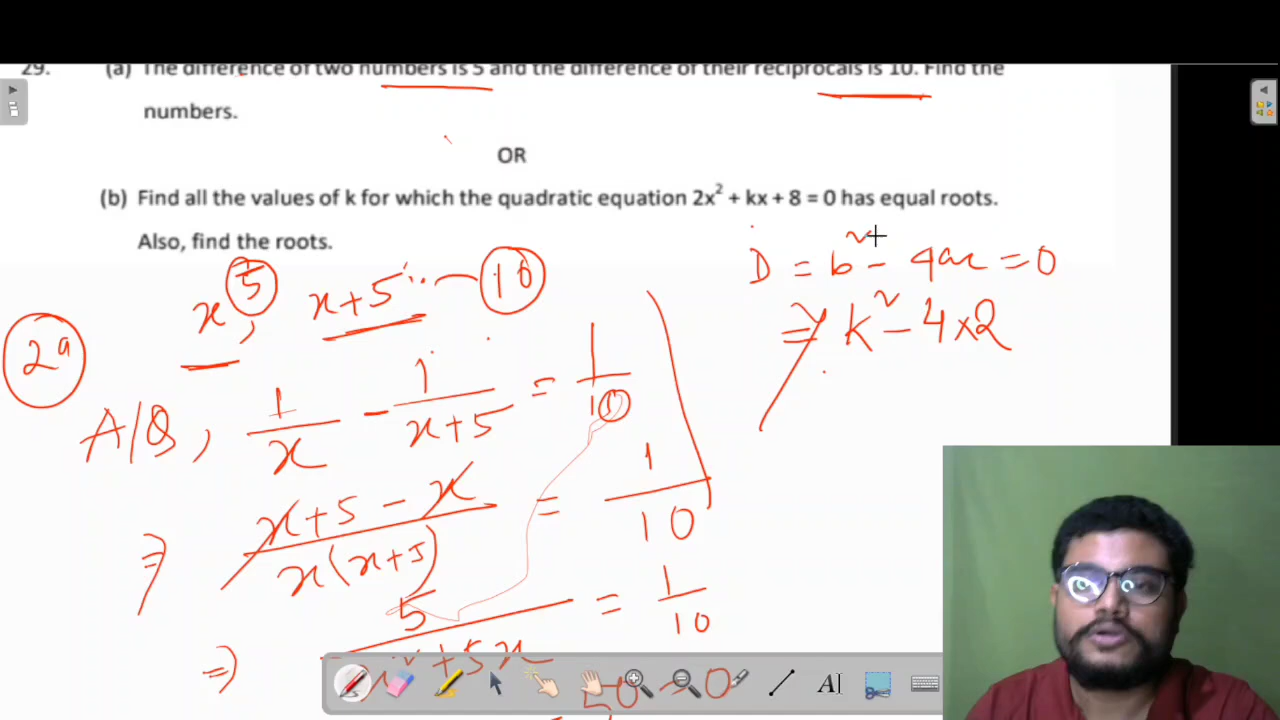 29. (a) The difference of two numbers is 5 and the difference of their reciprocals is 10. Find the
numbers.
OR
(b) Find all the values of k for which the quadratic equation 2x² + kx + 8 = 0 has equal roots.
Also, find the roots.
D = b² - 4ac = 0
⇒ k² - 4×2
x, 5 x+5 10
2a
A/Q, 1/x - 1/(x+5) = 1/10
⇒ (x+5-x)/(x(x+5)) = 1/10
⇒ 5/(x²+5x) = 1/10
A